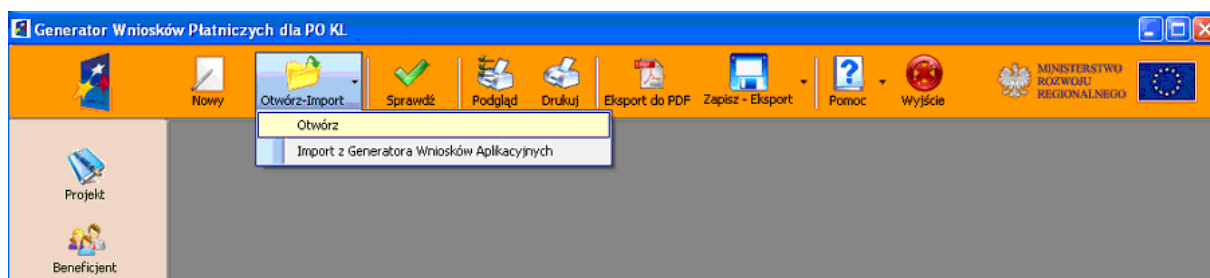 Generator Wniosków Płatniczych dla PO KL
Nowy Otwórz-Import Sprawdź Podgląd Drukuj Eksport do PDF Zapisz - Eksport Pomoc Wyjście
MINISTERSTWO
ROZWOJU
REGIONALNEGO
Otwórz
Import z Generatora Wniosków Aplikacyjnych
Projekt
Beneficjent